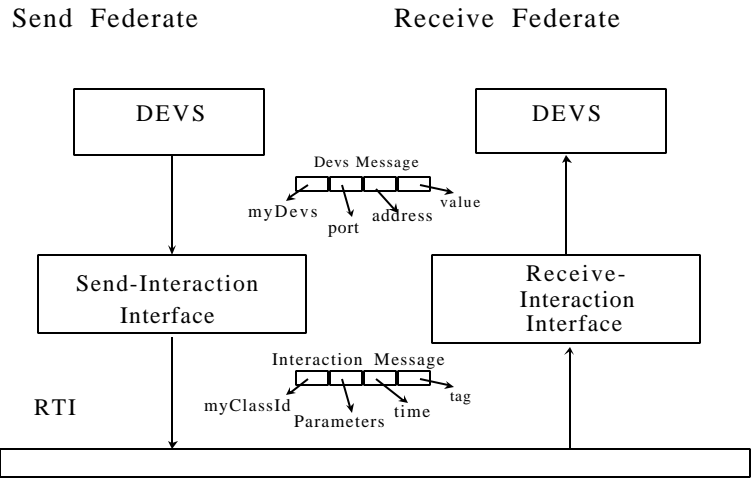 Send Federate
Receive Federate
DEVS
DEVS
Devs Message
myDevs
port
address
value
Send-Interaction
Interface
Receive-
Interaction
Interface
Interaction Message
myClassId
Parameters
time
tag
RTI